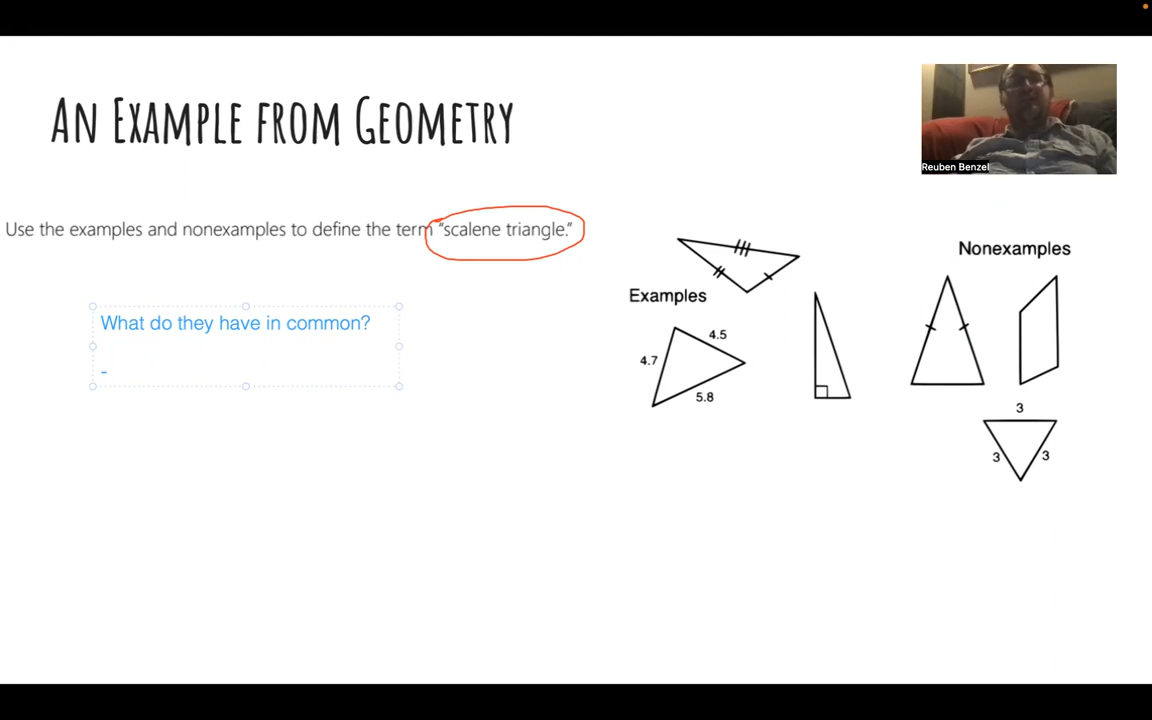 An Example from Geometry
Reuben Benzel
Use the examples and nonexamples to define the term "scalene triangle."
What do they have in common?
-
Examples
4.5
4.7
5.8
Nonexamples
3
3
3